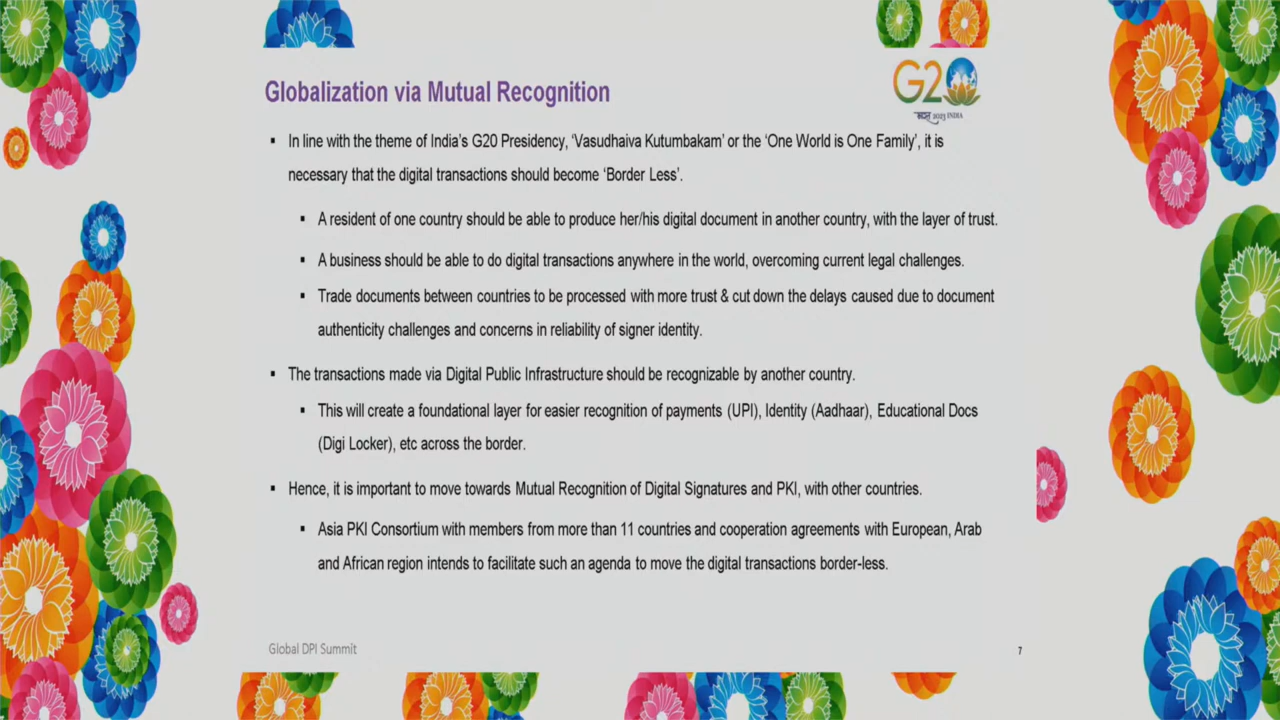 Globalization via Mutual Recognition
G20
भारत 2023 INDIA
▪ In line with the theme of India's G20 Presidency, 'Vasudhaiva Kutumbakam' or the 'One World is One Family', it is
necessary that the digital transactions should become 'Border Less'.
▪ A resident of one country should be able to produce her/his digital document in another country, with the layer of trust.
▪ A business should be able to do digital transactions anywhere in the world, overcoming current legal challenges.
▪ Trade documents between countries to be processed with more trust & cut down the delays caused due to document
authenticity challenges and concerns in reliability of signer identity.
▪ The transactions made via Digital Public Infrastructure should be recognizable by another country.
▪ This will create a foundational layer for easier recognition of payments (UPI), Identity (Aadhaar), Educational Docs
(Digi Locker), etc across the border.
▪ Hence, it is important to move towards Mutual Recognition of Digital Signatures and PKI, with other countries.
▪ Asia PKI Consortium with members from more than 11 countries and cooperation agreements with European, Arab
and African region intends to facilitate such an agenda to move the digital transactions border-less.
Global DPI Summit
7